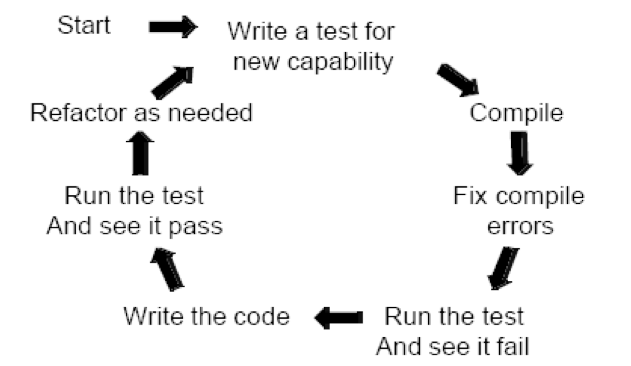 Start
Write a test for
new capability
Compile
Fix compile
errors
Run the test
And see it fail
Write the code
Run the test
And see it pass
Refactor as needed